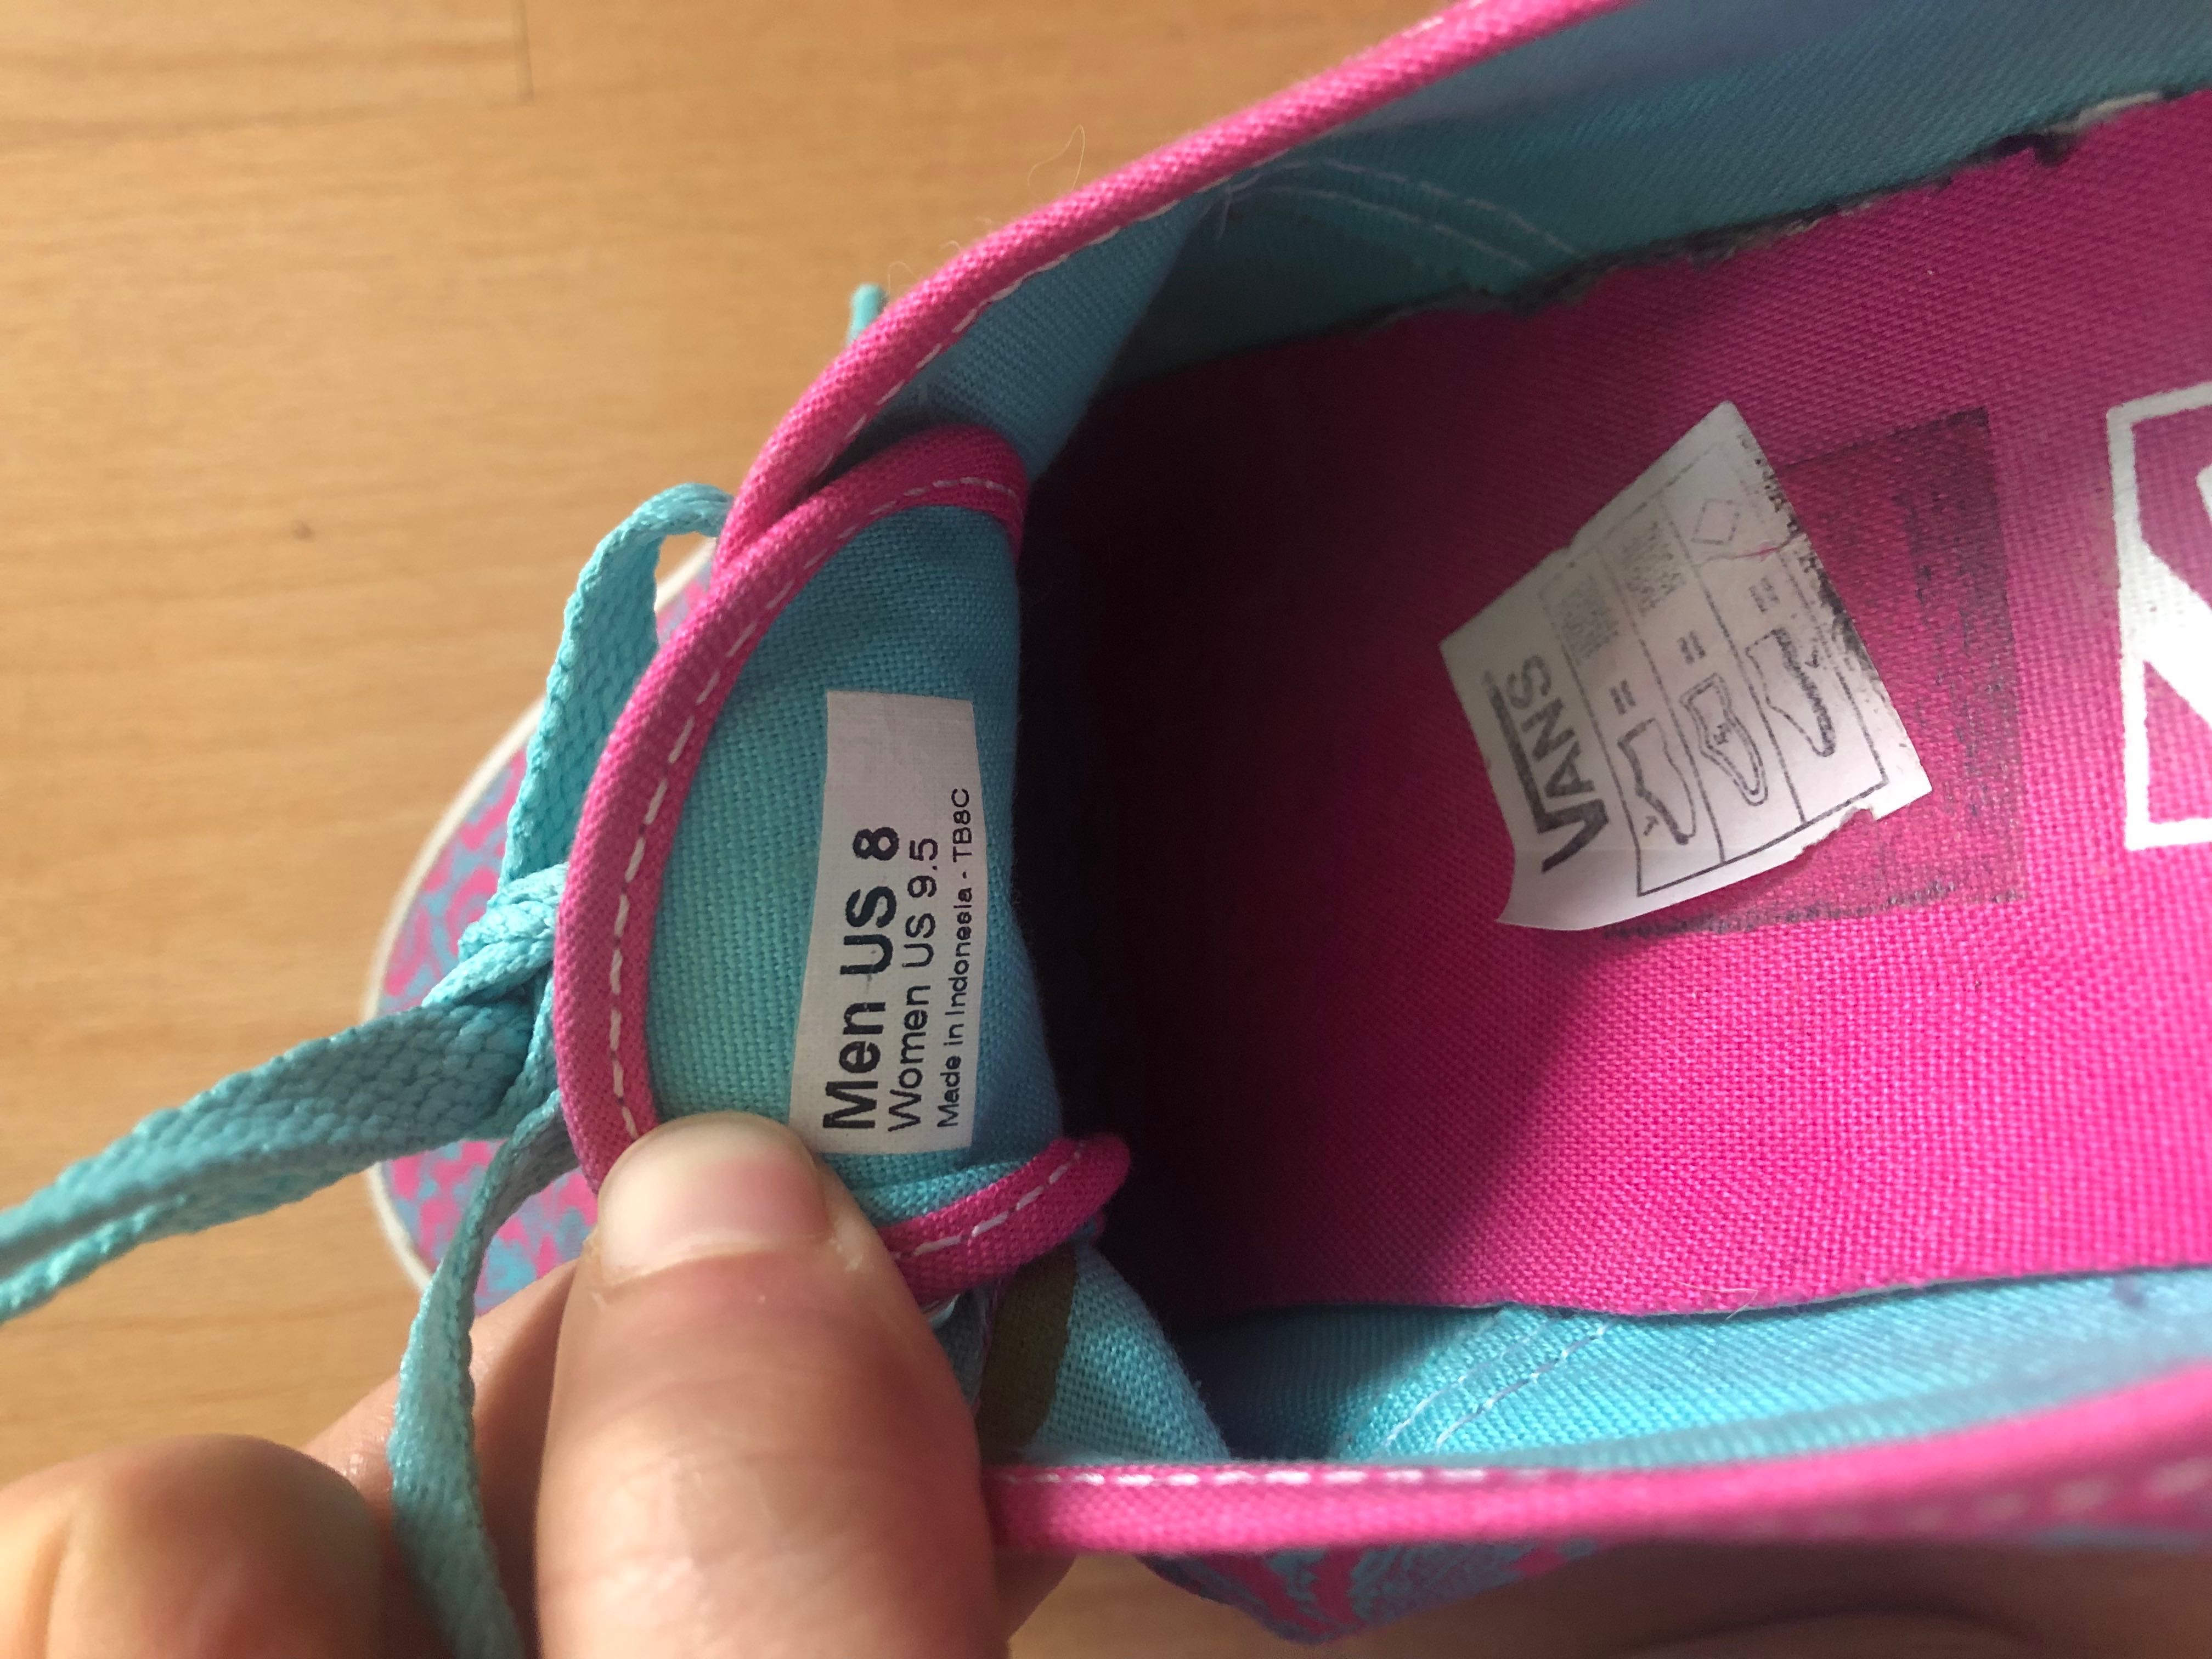 Men US 8
Women US 9.5
Made in Indonesia - TB8C
VANS